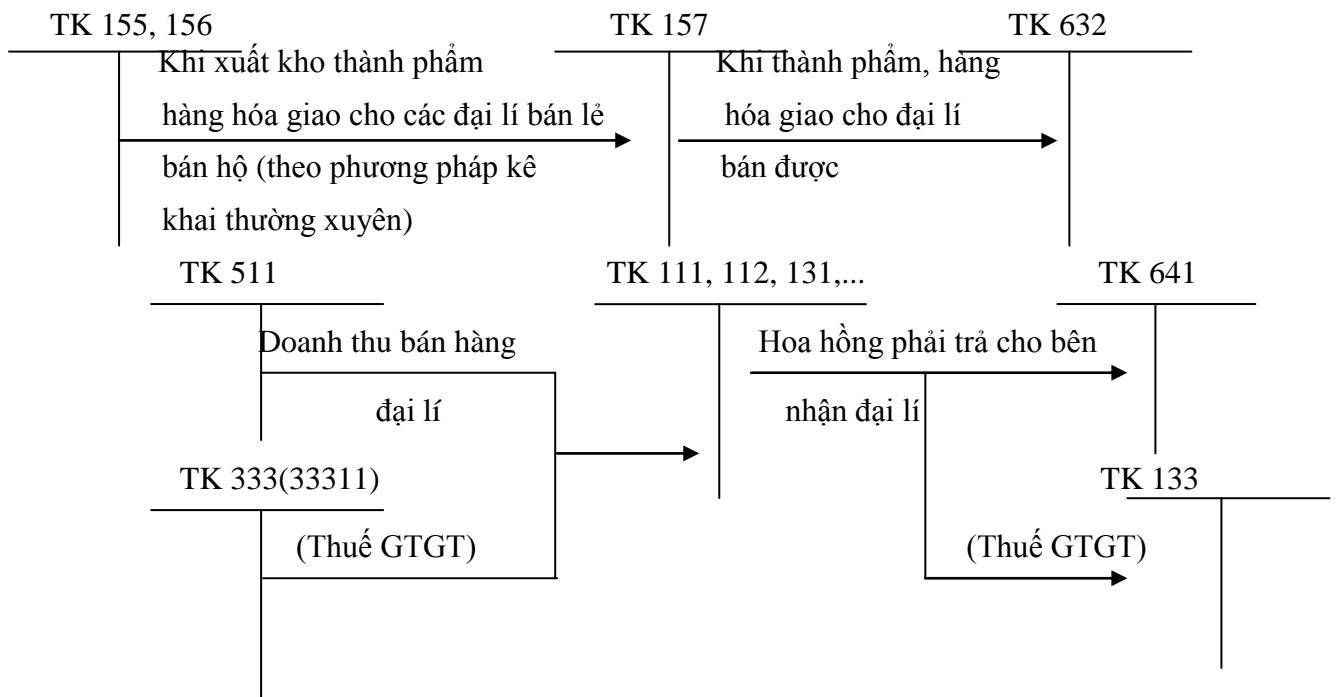 TK 155, 156
TK 157
TK 632
Khi xuất kho thành phẩm
hàng hóa giao cho các đại lí bán lẻ
bán hộ (theo phương pháp kê
khai thường xuyên)
Khi thành phẩm, hàng
hóa giao cho đại lí
bán được
TK 511
TK 111, 112, 131,...
TK 641
Doanh thu bán hàng
đại lí
Hoa hồng phải trả cho bên
nhận đại lí
TK 333(33311)
TK 133
(Thuế GTGT)
(Thuế GTGT)